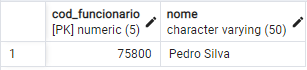 cod_funcionario nome
[PK] numeric (5) character varying (50)
1 75800 Pedro Silva